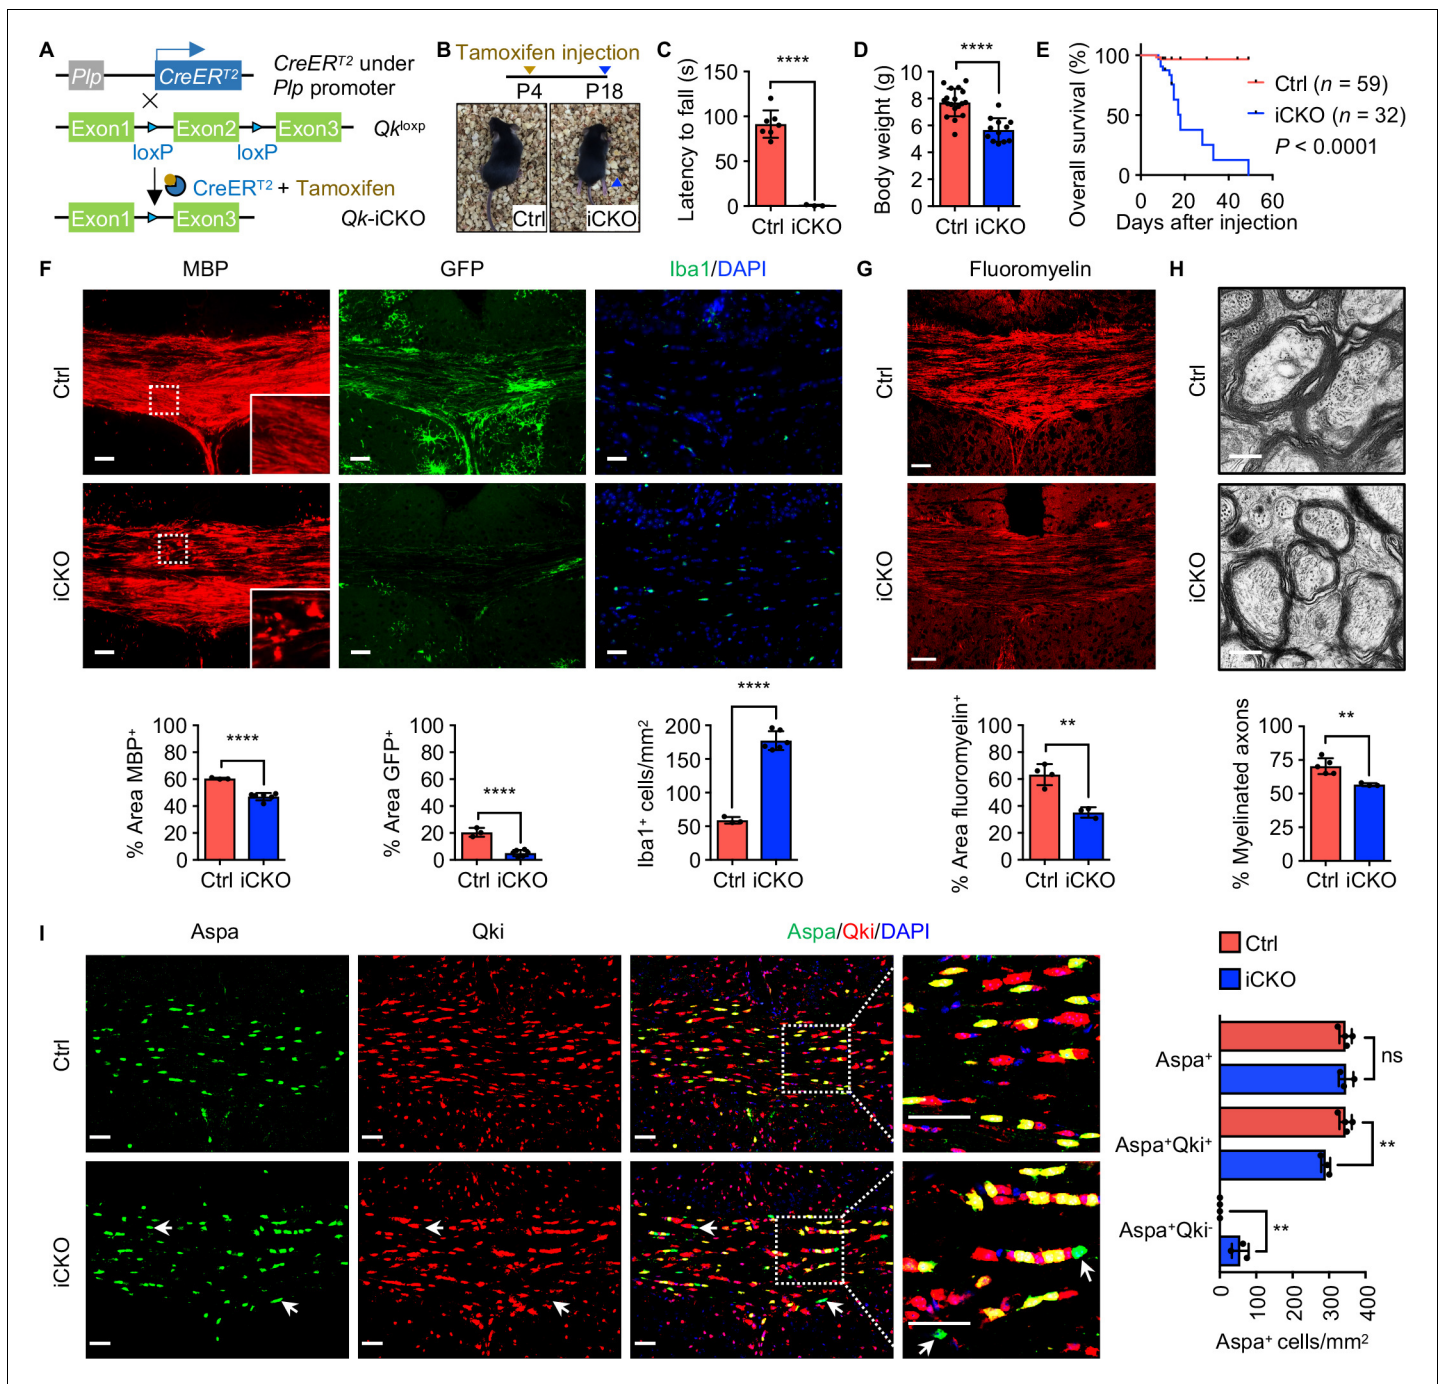 A
Plp
CreERT2
CreERT2 under
Plp promoter
Exon1
Exon2
Exon3
Qkloxp
loxP
loxP
CreERT2 + Tamoxifen
Exon1
Exon3
Qk-iCKO
B
Tamoxifen injection
P4
P18
Ctrl
iCKO
C
Latency to fall (s)
****
150
100
50
0
Ctrl iCKO
D
Body weight (g)
****
10
8
6
4
2
0
Ctrl iCKO
E
Overall survival (%)
100
50
0
0 20 40 60
Days after injection
Ctrl (n = 59)
iCKO (n = 32)
P < 0.0001
F
MBP
GFP
Iba1/DAPI
Ctrl
iCKO
% Area MBP+
100
80
60
40
20
0
****
Ctrl iCKO
% Area GFP+
100
80
60
40
20
0
****
Ctrl iCKO
Iba1+ cells/mm2
200
150
100
50
0
****
Ctrl iCKO
G
Fluoromyelin
Ctrl
iCKO
% Area fluoromyelin+
100
80
60
40
20
0
**
Ctrl iCKO
H
Ctrl
iCKO
% Myelinated axons
100
75
50
25
0
**
Ctrl iCKO
I
Aspa
Qki
Aspa/Qki/DAPI
Ctrl
iCKO
Ctrl
iCKO
Aspa+
ns
Aspa+Qki+
**
Aspa+Qki-
**
0
100
200
300
400
Aspa+ cells/mm2